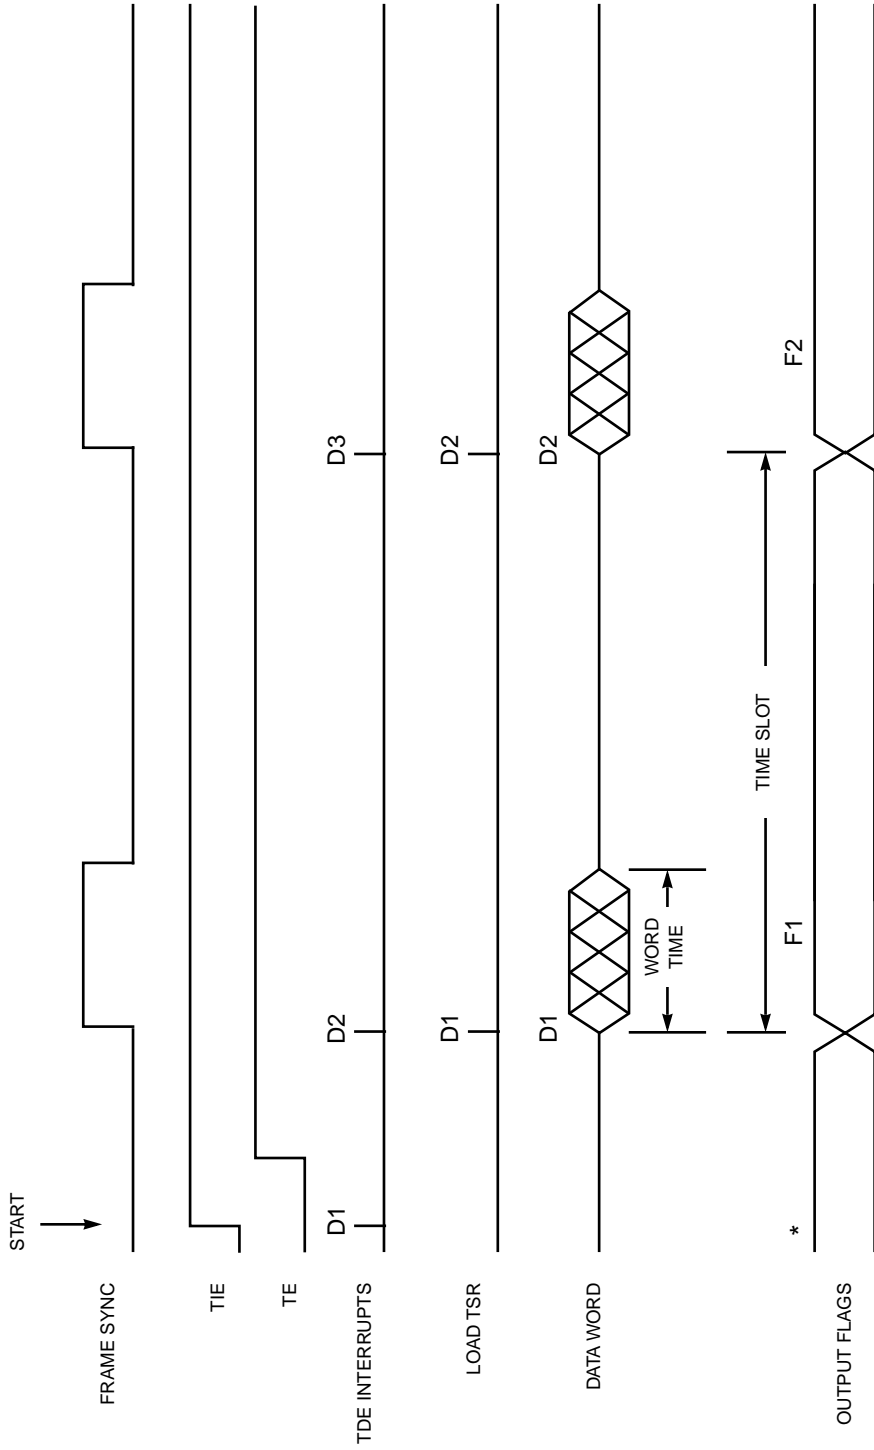 START
FRAME SYNC
TIE
TE
TDE INTERRUPTS
D1
D2
D3
LOAD TSR
D1
D2
DATA WORD
D1
D2
WORD
TIME
TIME SLOT
*
F1
F2
OUTPUT FLAGS